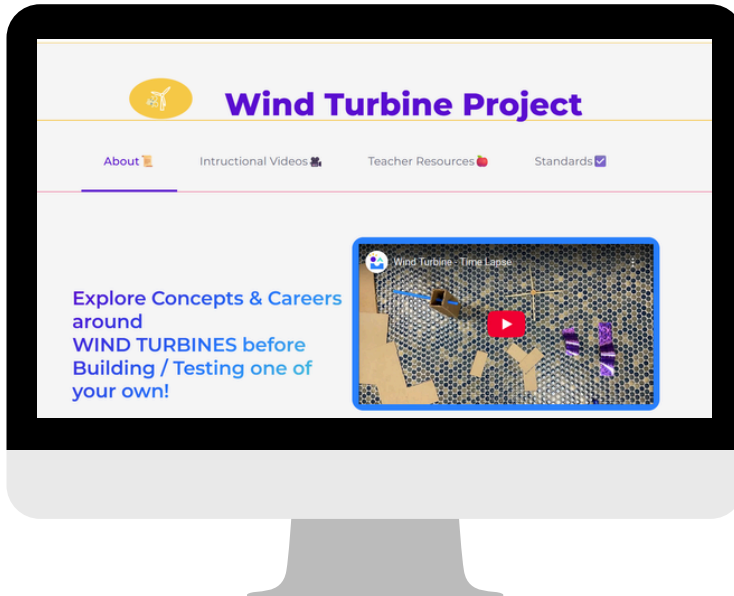 Wind Turbine Project
About📜
Intructional Videos🎥
Teacher Resources🍎
Standards☑️
Wind Turbine - Time Lapse
Explore Concepts & Careers
around
WIND TURBINES before
Building / Testing one of
your own!